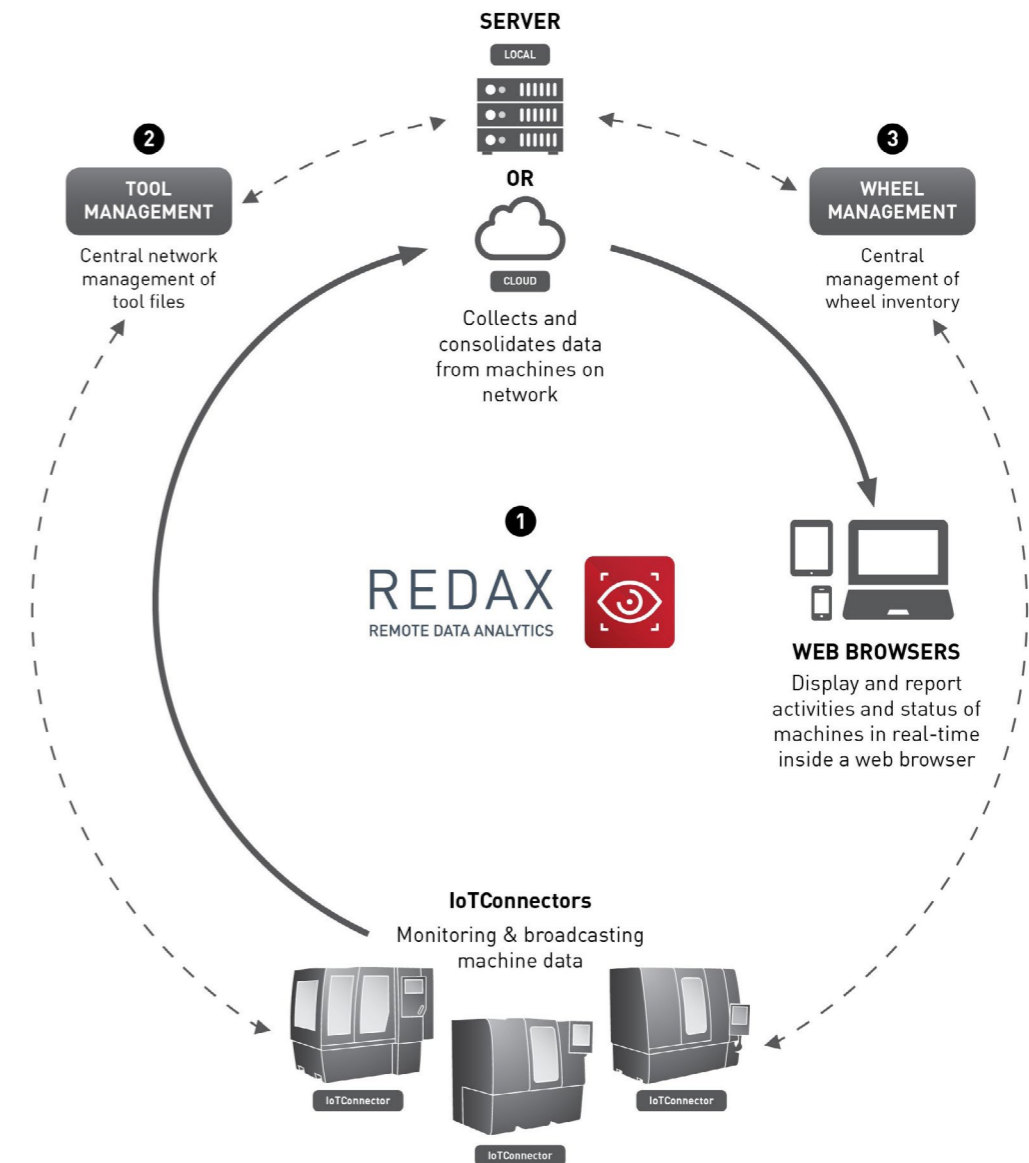 SERVER
LOCAL
OR
CLOUD
Collects and
consolidates data
from machines on
network
2
TOOL
MANAGEMENT
Central network
management of
tool files
3
WHEEL
MANAGEMENT
Central
management of
wheel inventory
1
REDAX
REMOTE DATA ANALYTICS
WEB BROWSERS
Display and report
activities and status of
machines in real-time
inside a web browser
IoTConnectors
Monitoring & broadcasting
machine data
IoTConnector
IoTConnector
IoTConnector